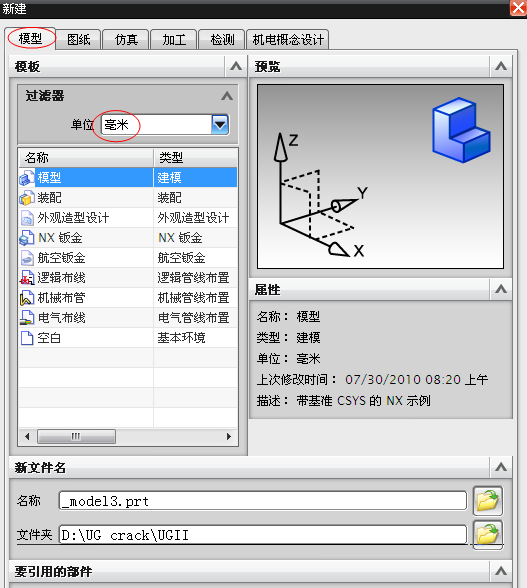 新建
模型 图纸 仿真 加工 检测 机电概念设计
模板
过滤器
单位 毫米
名称 类型
模型 建模
装配 装配
外观造型设计 外观造型设计
NX 钣金 NX 钣金
航空钣金 航空钣金
逻辑布线 逻辑管线布置
机械布管 机械管线布置
电气布线 电气管线布置
空白 基本环境
预览
Z
Y
X
属性
名称： 模型
类型： 建模
单位： 毫米
上次修改时间： 07/30/2010 08:20 上午
描述： 带基准 CSYS 的 NX 示例
新文件名
名称 _model3.prt
文件夹 D:\UG crack\UGII
要引用的部件